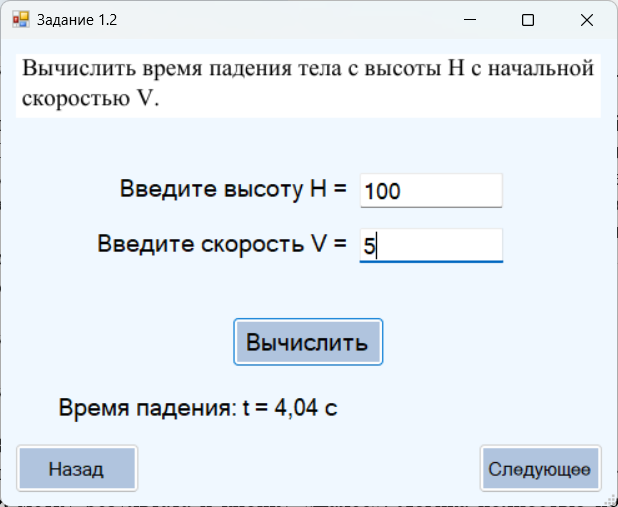 Задание 1.2
Вычислить время падения тела с высоты H с начальной
скоростью V.
Введите высоту H = 100
Введите скорость V = 5
Вычислить
Время падения: t = 4,04 с
Назад
Следующее